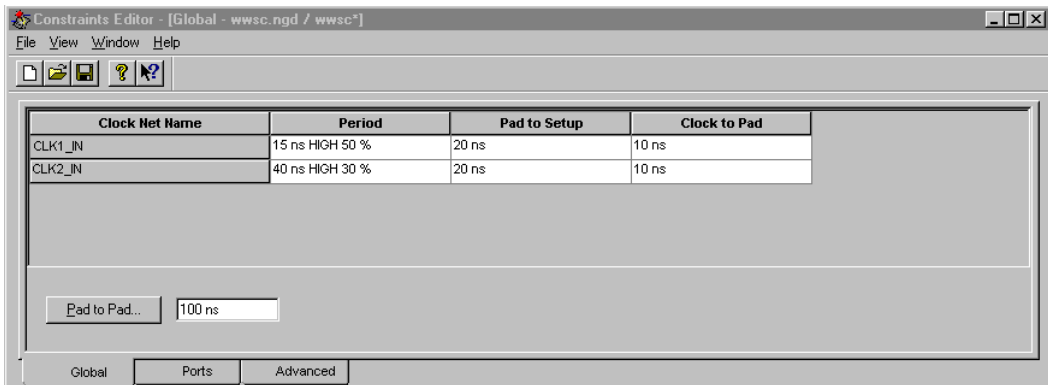 Constraints Editor - [Global - wwsc.ngd / wwsc*]
File View Window Help
Clock Net Name Period Pad to Setup Clock to Pad
CLK1_IN 15 ns HIGH 50 % 20 ns 10 ns
CLK2_IN 40 ns HIGH 30 % 20 ns 10 ns
Pad to Pad... 100 ns
Global Ports Advanced